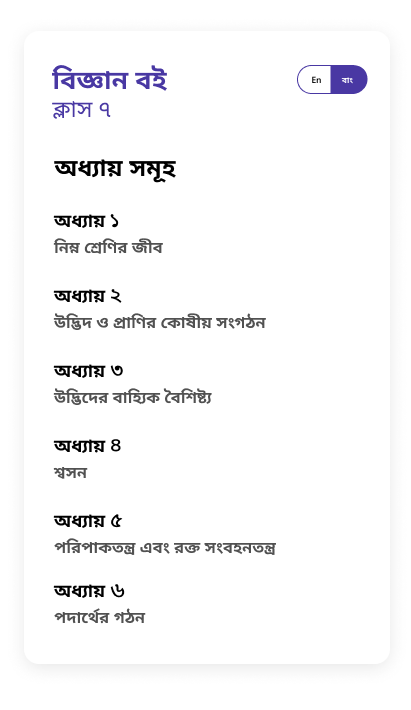 বিজ্ঞান বই
En বাং
ক্লাস ৭
অধ্যায় সমূহ
অধ্যায় ১
নিম্ন শ্রেণির জীব
অধ্যায় ২
উদ্ভিদ ও প্রাণির কোষীয় সংগঠন
অধ্যায় ৩
উদ্ভিদের বাহ্যিক বৈশিষ্ট্য
অধ্যায় ৪
শ্বসন
অধ্যায় ৫
পরিপাকতন্ত্র এবং রক্ত সংবহনতন্ত্র
অধ্যায় ৬
পদার্থের গঠন